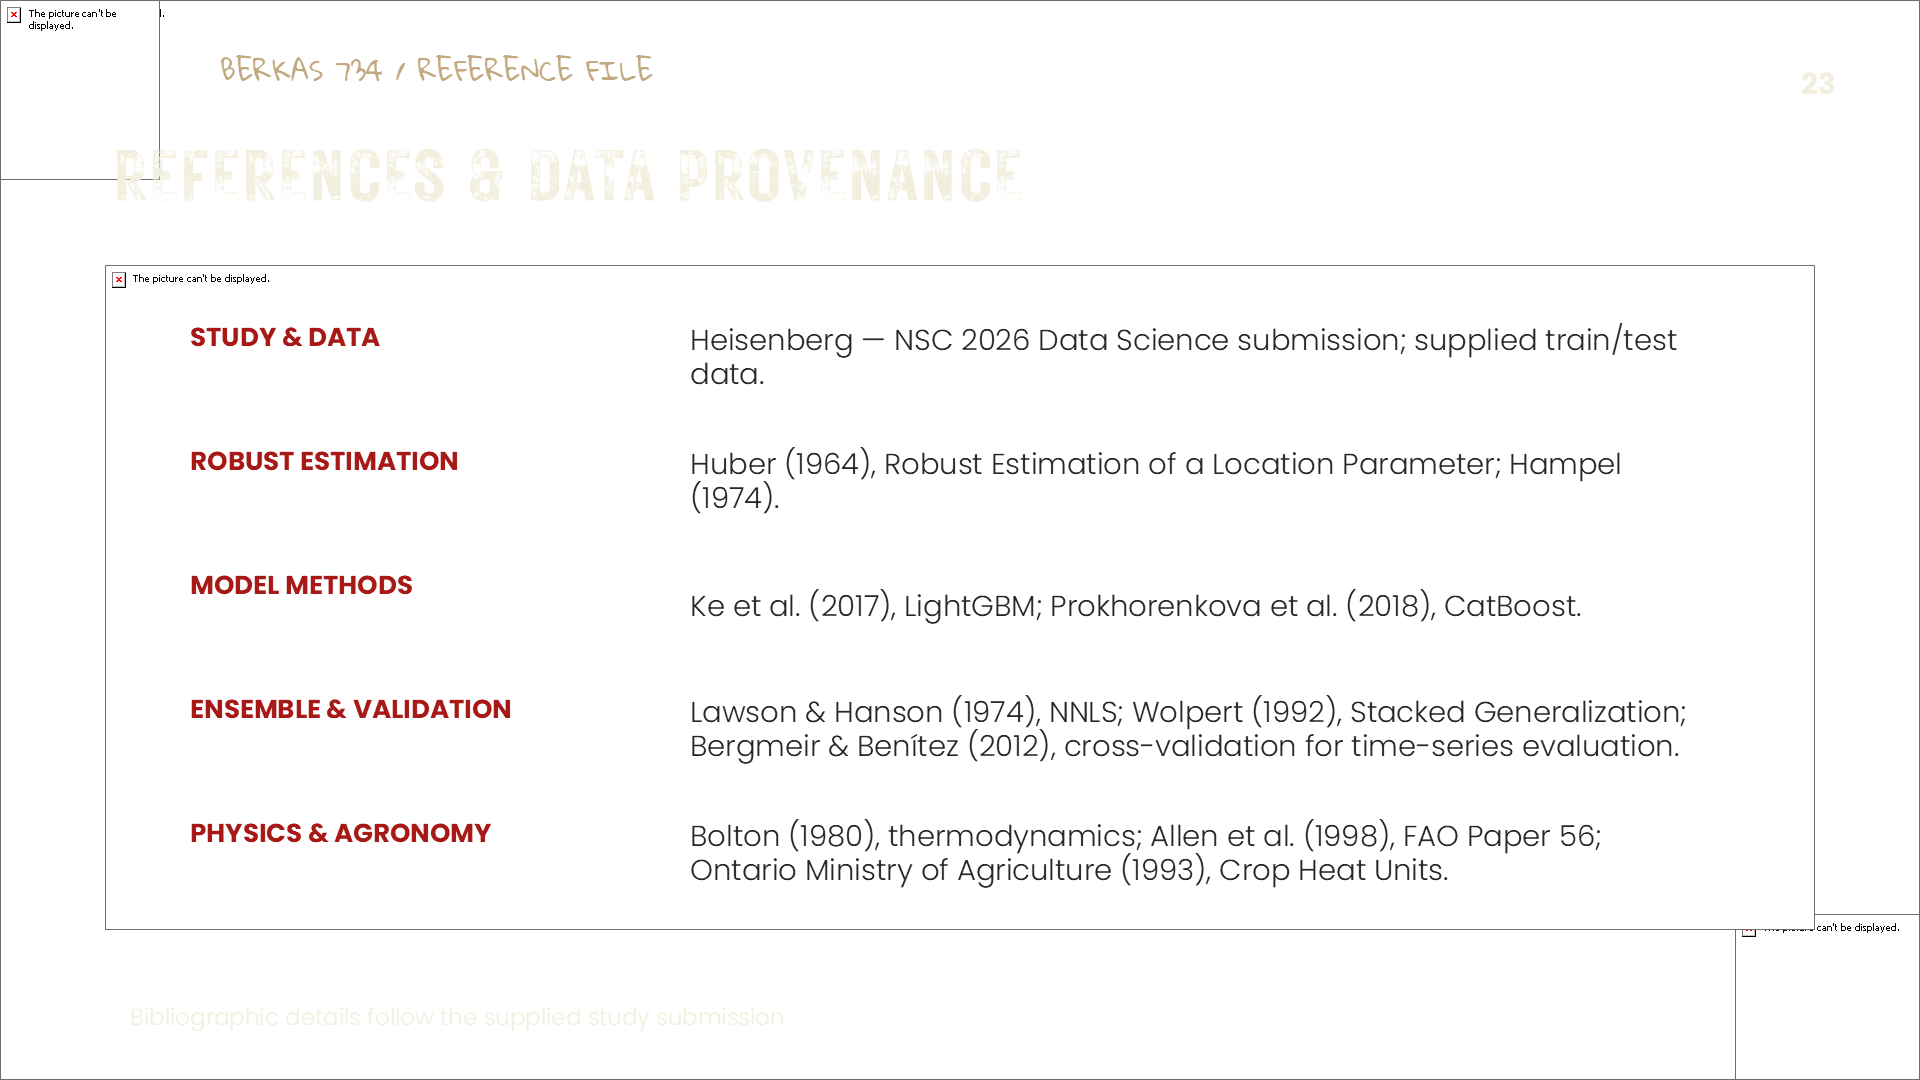 The picture can't be
displayed.
BERKAS 734 / REFERENCE FILE
23
REFERENCES & DATA PROVENANCE
The picture can't be displayed.
STUDY & DATA
Heisenberg — NSC 2026 Data Science submission; supplied train/test
data.
ROBUST ESTIMATION
Huber (1964), Robust Estimation of a Location Parameter; Hampel
(1974).
MODEL METHODS
Ke et al. (2017), LightGBM; Prokhorenkova et al. (2018), CatBoost.
ENSEMBLE & VALIDATION
Lawson & Hanson (1974), NNLS; Wolpert (1992), Stacked Generalization;
Bergmeir & Benítez (2012), cross-validation for time-series evaluation.
PHYSICS & AGRONOMY
Bolton (1980), thermodynamics; Allen et al. (1998), FAO Paper 56;
Ontario Ministry of Agriculture (1993), Crop Heat Units.
can't be displayed.
Bibliographic details follow the supplied study submission